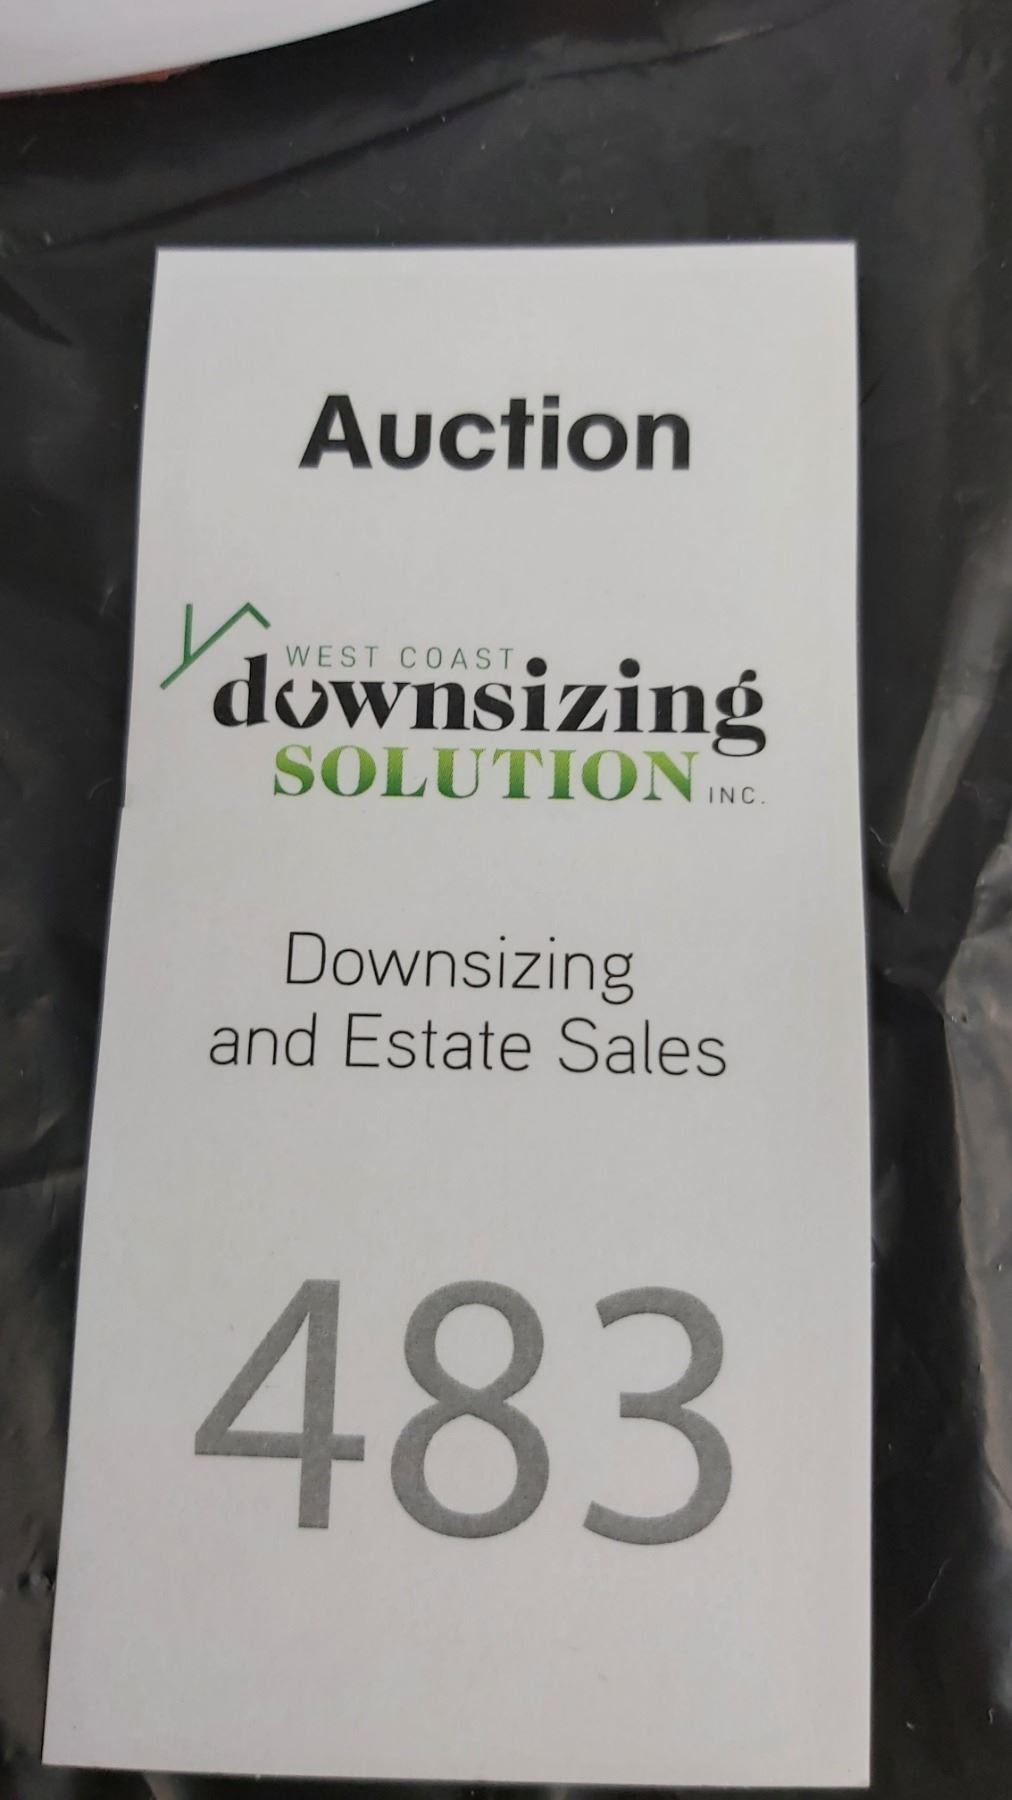 Auction
WEST COAST
downsizing
SOLUTION INC.
Downsizing
and Estate Sales
483